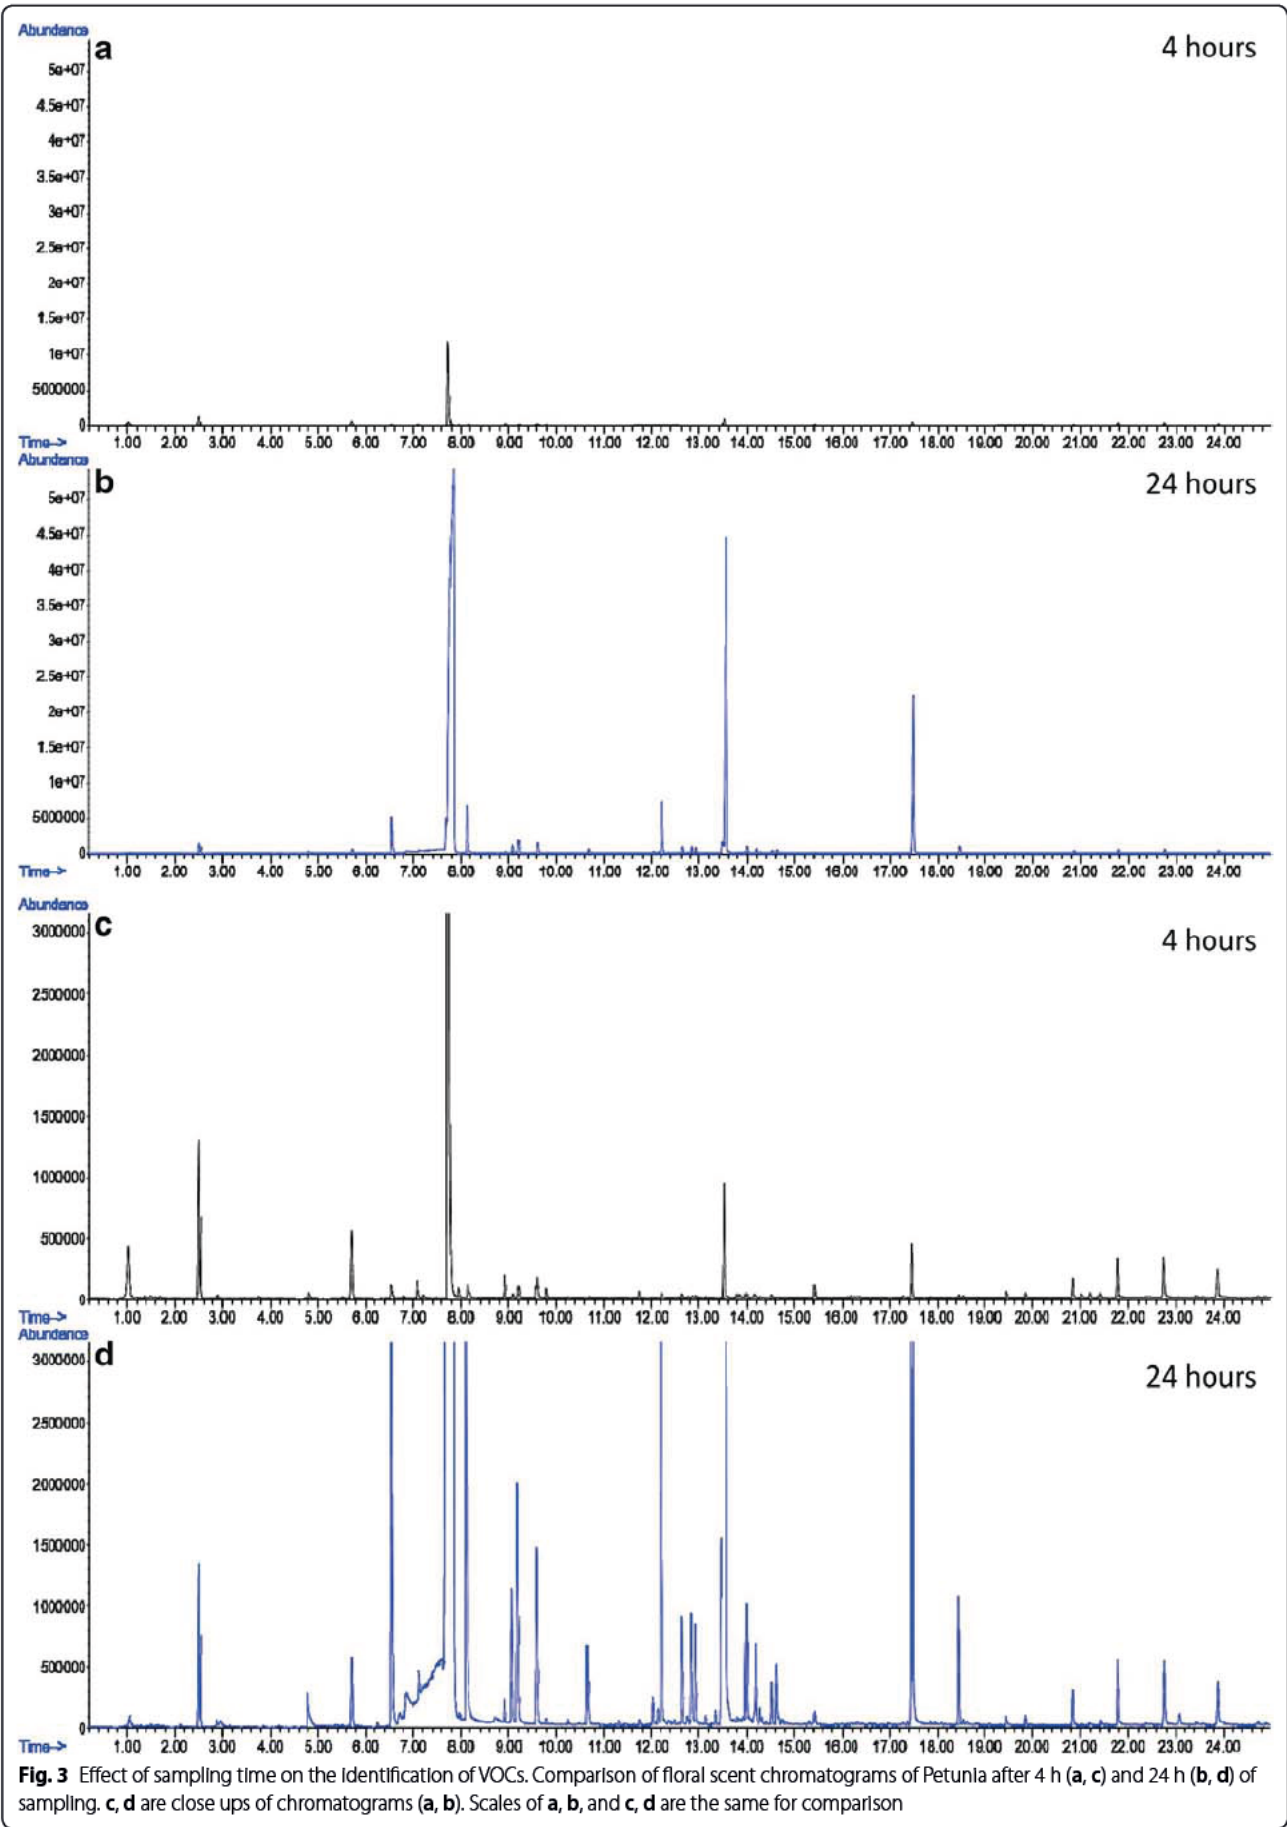 Abundance
a
4 hours
5e+07
4.5e+07
4e+07
3.5e+07
3e+07
2.5e+07
2e+07
1.5e+07
1e+07
5000000
0
1.00 2.00 3.00 4.00 5.00 6.00 7.00 8.00 9.00 10.00 11.00 12.00 13.00 14.00 15.00 16.00 17.00 18.00 19.00 20.00 21.00 22.00 23.00 24.00
Time-->
Abundance
b
24 hours
5e+07
4.5e+07
4e+07
3.5e+07
3e+07
2.5e+07
2e+07
1.5e+07
1e+07
5000000
0
Time--> 1.00 2.00 3.00 4.00 5.00 6.00 7.00 8.00 9.00 10.00 11.00 12.00 13.00 14.00 15.00 16.00 17.00 18.00 19.00 20.00 21.00 22.00 23.00 24.00
Abundance
c
4 hours
3000000
2500000
2000000
1500000
1000000
500000
0
Time--> 1.00 2.00 3.00 4.00 5.00 6.00 7.00 8.00 9.00 10.00 11.00 12.00 13.00 14.00 15.00 16.00 17.00 18.00 19.00 20.00 21.00 22.00 23.00 24.00
Abundance
d
24 hours
3000000
2500000
2000000
1500000
1000000
500000
0
Time--> 1.00 2.00 3.00 4.00 5.00 6.00 7.00 8.00 9.00 10.00 11.00 12.00 13.00 14.00 15.00 16.00 17.00 18.00 19.00 20.00 21.00 22.00 23.00 24.00
Fig. 3 Effect of sampling time on the identification of VOCs. Comparison of floral scent chromatograms of Petunia after 4 h (a, c) and 24 h (b, d) of
sampling. c, d are close ups of chromatograms (a, b). Scales of a, b, and c, d are the same for comparison